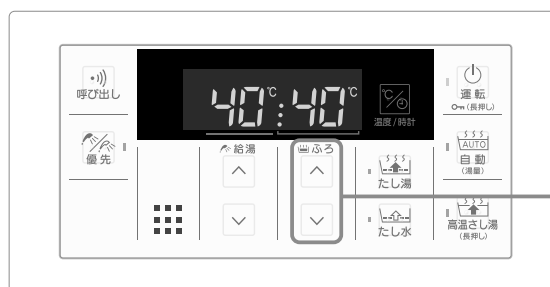 呼び出し
優先
40℃:40℃
℃/
温度/時計
給湯
ふろ
たし湯
たし水
運転
(長押し)
AUTO
自動
(湯量)
高温さし湯
(長押し)